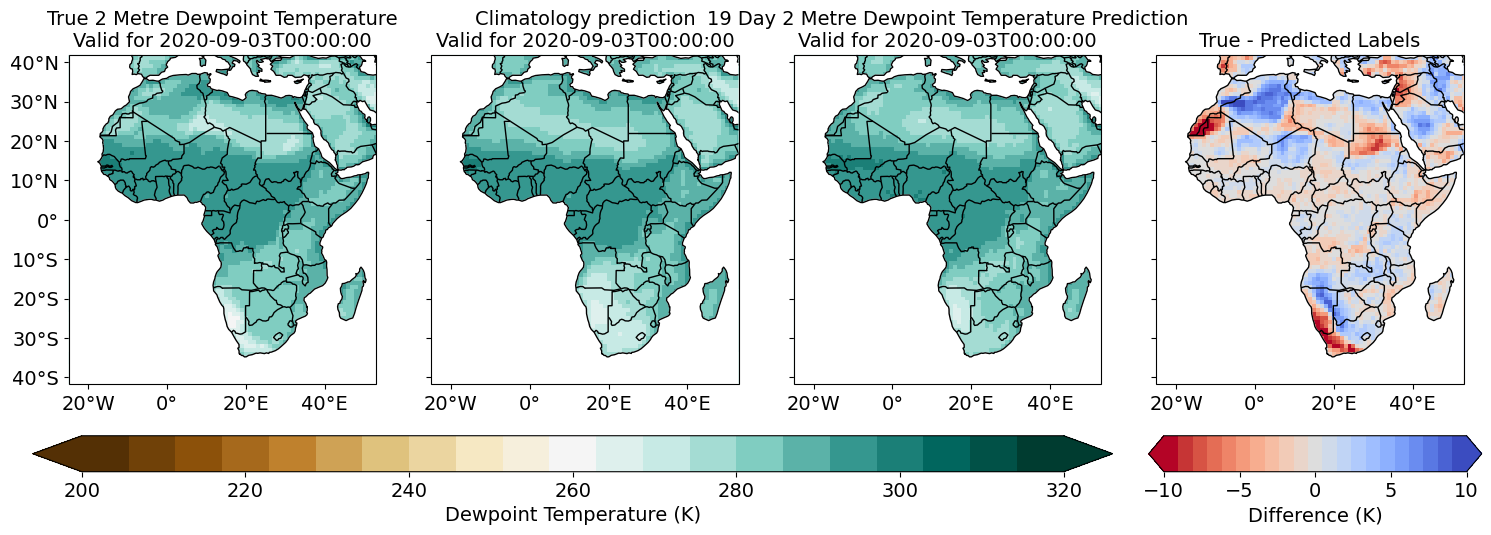 True 2 Metre Dewpoint Temperature
Valid for 2020-09-03T00:00:00
Climatology prediction  19 Day 2 Metre Dewpoint Temperature Prediction
Valid for 2020-09-03T00:00:00
Valid for 2020-09-03T00:00:00
True - Predicted Labels
40°N
30°N
20°N
10°N
0°
10°S
20°S
30°S
40°S
20°W 0° 20°E 40°E
20°W 0° 20°E 40°E
20°W 0° 20°E 40°E
20°W 0° 20°E 40°E
200 220 240 260 280 300 320
Dewpoint Temperature (K)
−10 −5 0 5 10
Difference (K)